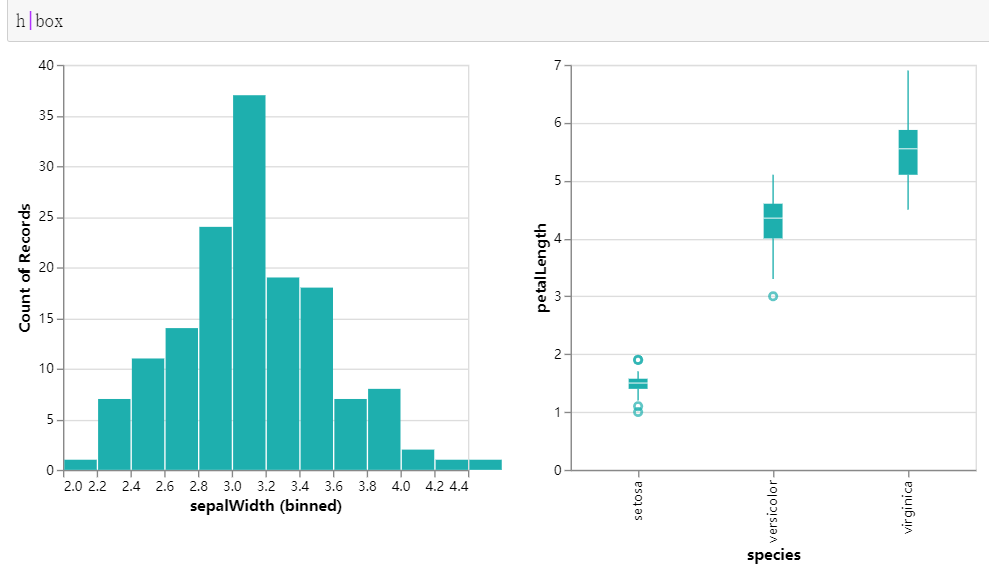 h|box
40
35
30
25
20
15
10
5
0
Count of Records
2.0 2.2 2.4 2.6 2.8 3.0 3.2 3.4 3.6 3.8 4.0 4.2 4.4
sepalWidth (binned)
7
6
5
4
3
2
1
0
petalLength
setosa
versicolor
virginica
species